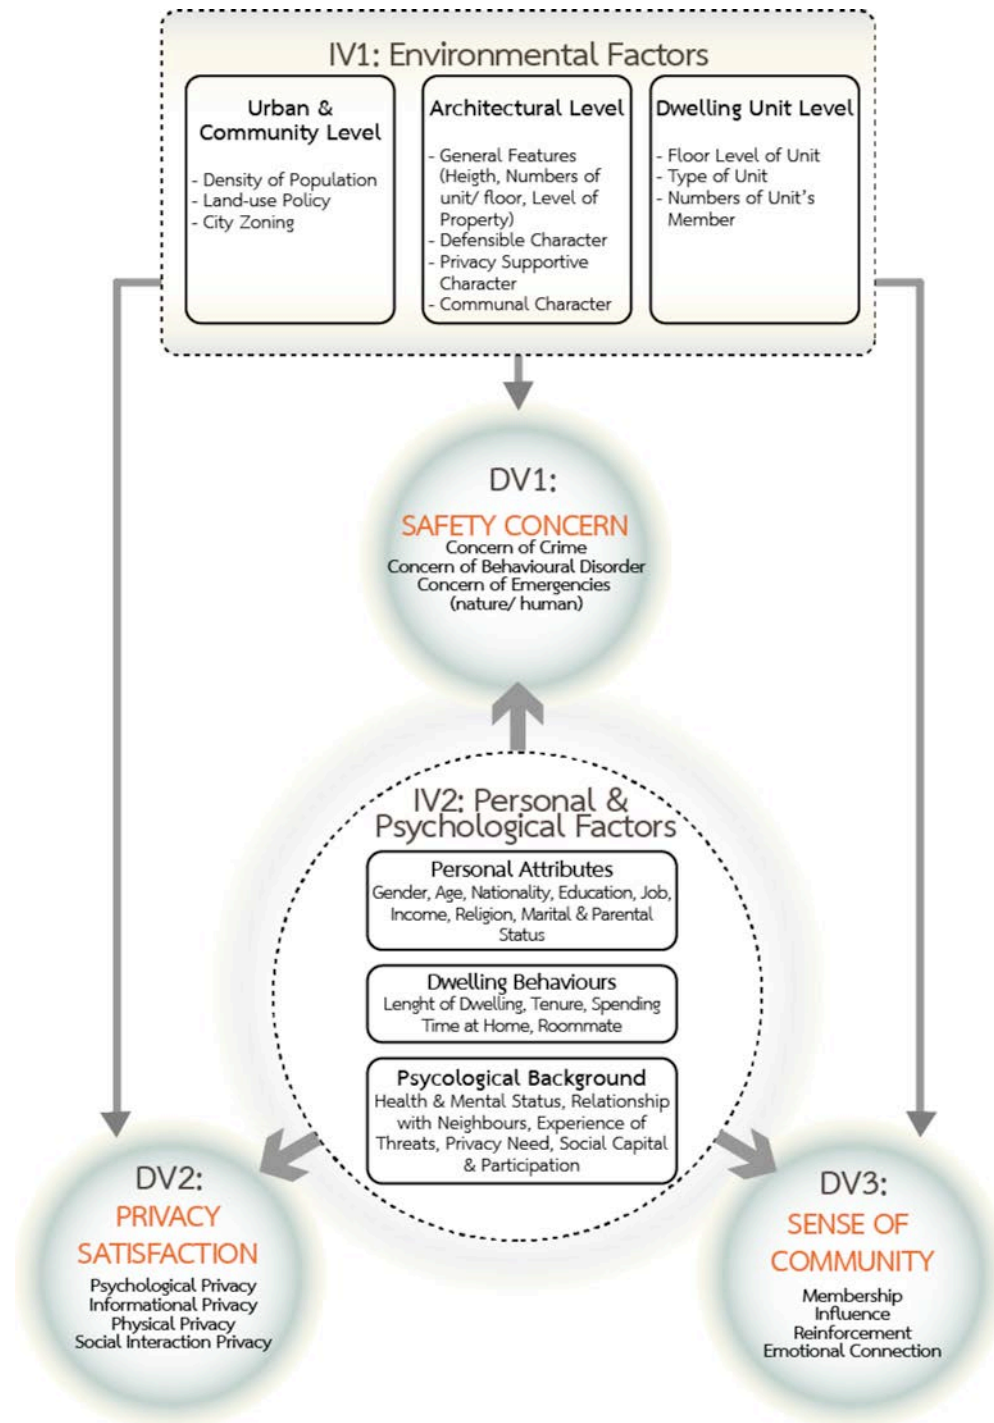 IV1: Environmental Factors
Urban &
Community Level
- Density of Population
- Land-use Policy
- City Zoning
Architectural Level
- General Features
(Heigth, Numbers of
unit/ floor, Level of
Property)
- Defensible Character
- Privacy Supportive
Character
- Communal Character
Dwelling Unit Level
- Floor Level of Unit
- Type of Unit
- Numbers of Unit's
Member
DV1:
SAFETY CONCERN
Concern of Crime
Concern of Behavioural Disorder
Concern of Emergencies
(nature/ human)
IV2: Personal &
Psychological Factors
Personal Attributes
Gender, Age, Nationality, Education, Job,
Income, Religion, Marital & Parental
Status
Dwelling Behaviours
Lenght of Dwelling, Tenure, Spending
Time at Home, Roommate
Psycological Background
Health & Mental Status, Relationship
with Neighbours, Experience of
Threats, Privacy Need, Social Capital
& Participation
DV2:
PRIVACY
SATISFACTION
Psychological Privacy
Informational Privacy
Physical Privacy
Social Interaction Privacy
DV3:
SENSE OF
COMMUNITY
Membership
Influence
Reinforcement
Emotional Connection